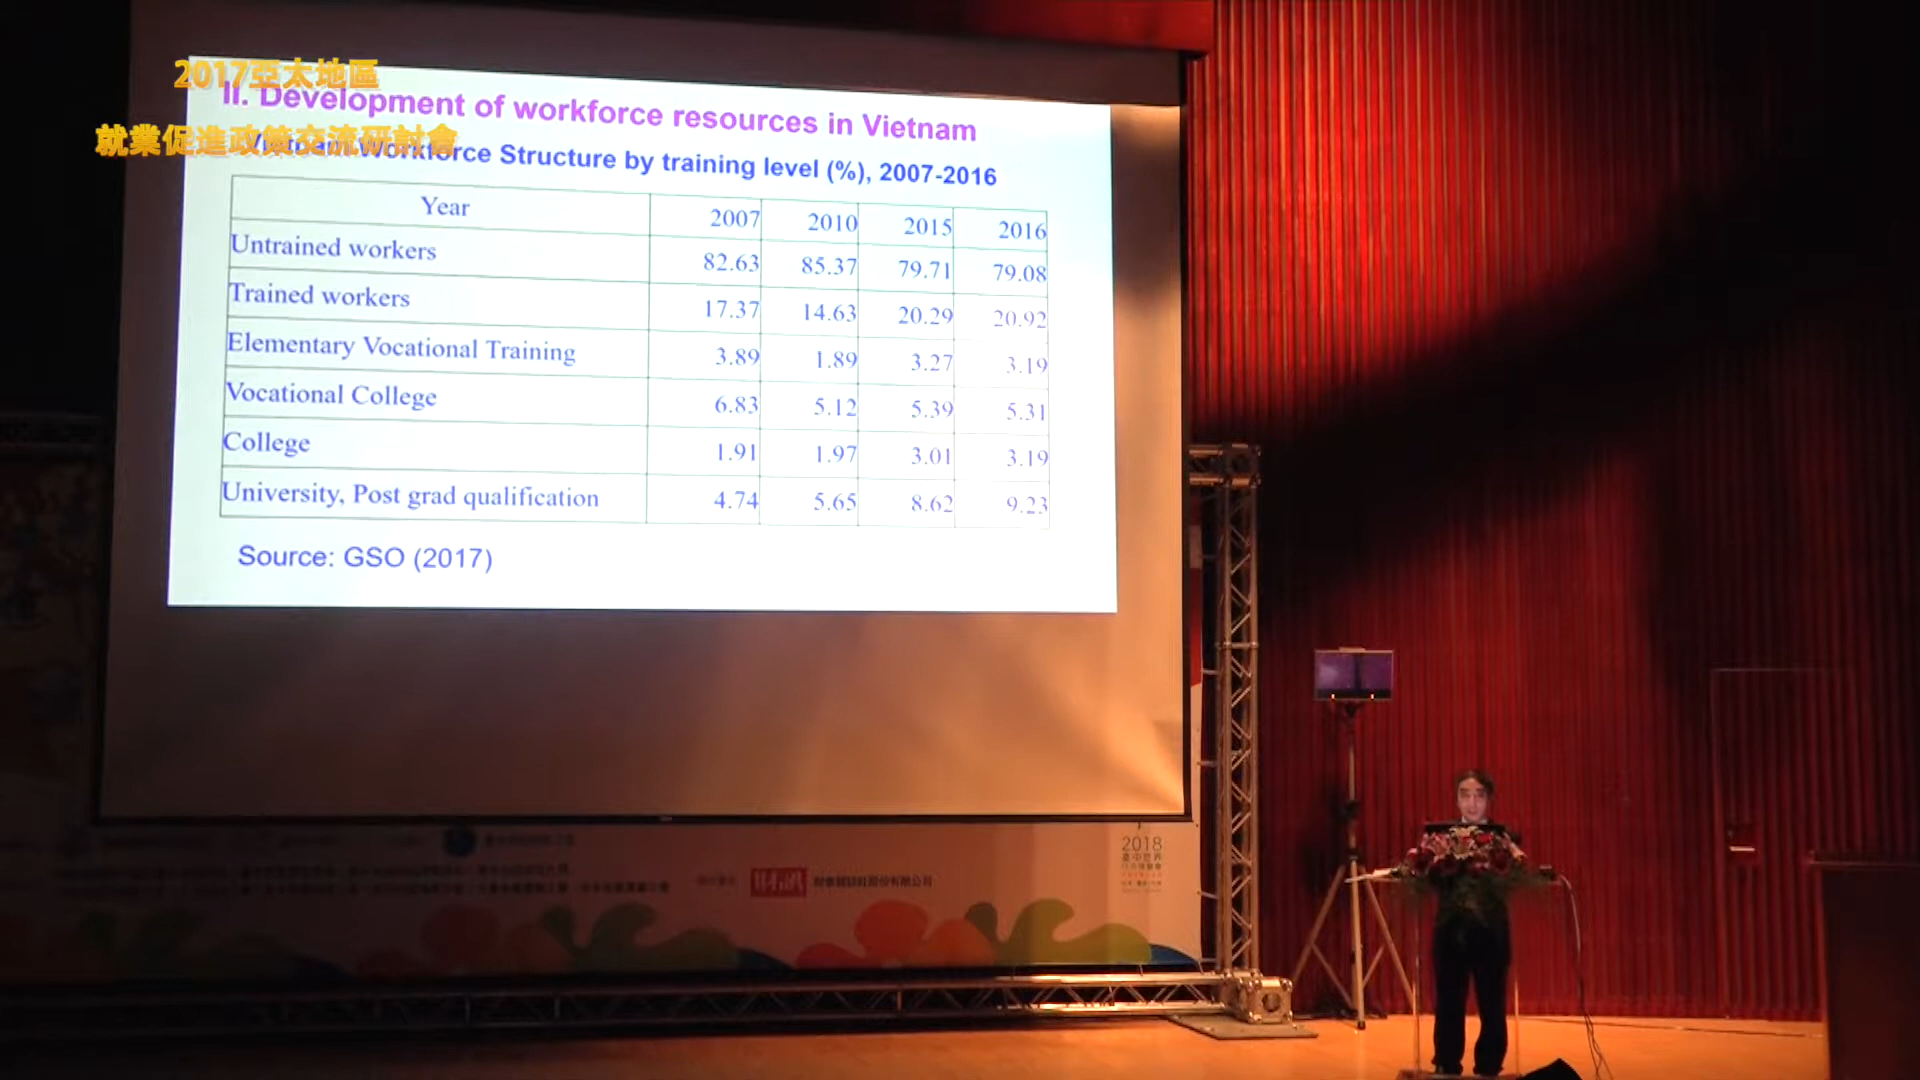 2017亞太地區
就業促進政策交流研討會
II. Development of workforce resources in Vietnam
Vietnam Workforce Structure by training level (%), 2007-2016
Year 2007 2010 2015 2016
Untrained workers 82.63 85.37 79.71 79.08
Trained workers 17.37 14.63 20.29 20.92
Elementary Vocational Training 3.89 1.89 3.27 3.19
Vocational College 6.83 5.12 5.39 5.31
College 1.91 1.97 3.01 3.19
University, Post grad qualification 4.74 5.65 8.62 9.23
Source: GSO (2017)
2018